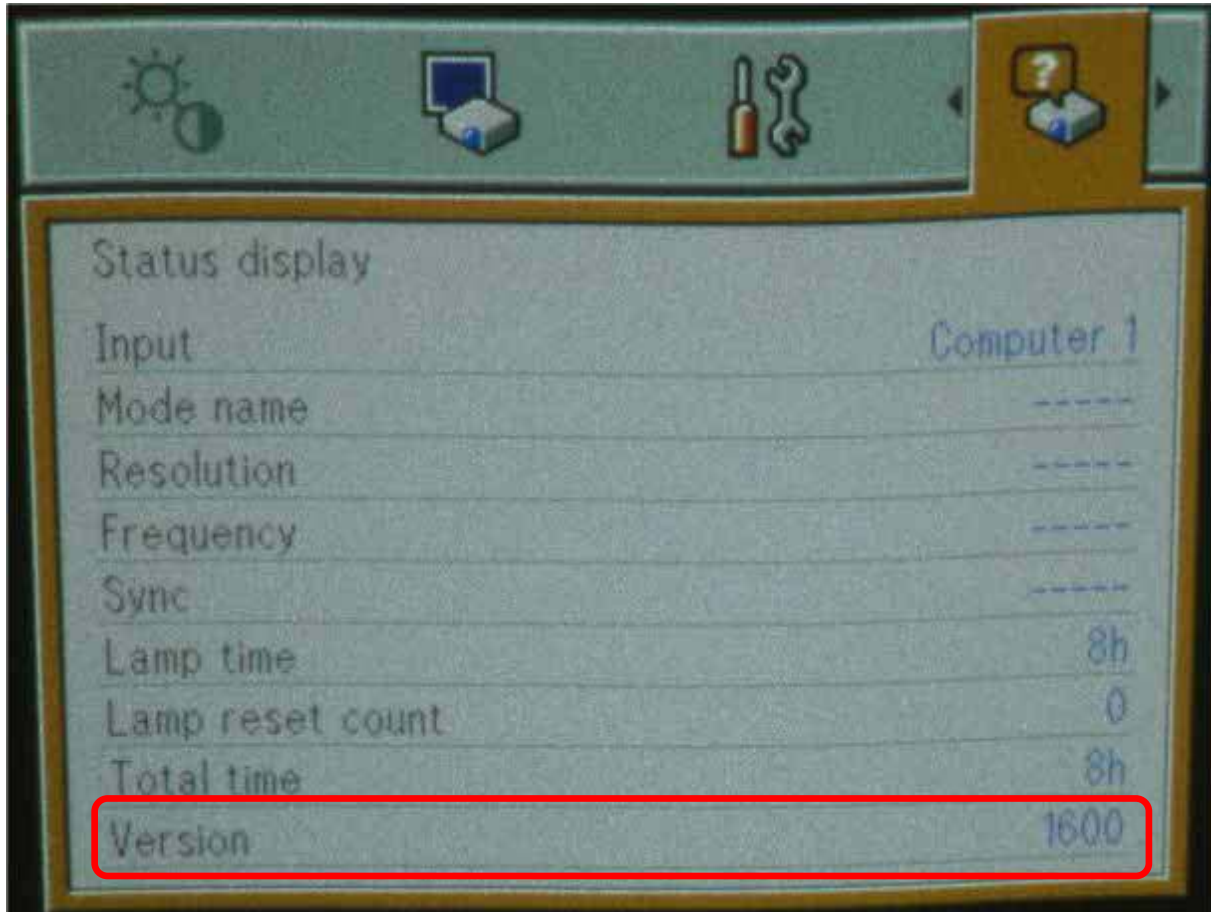 ?
Status display
Input Computer 1
Mode name -----
Resolution -----
Frequency -----
Sync -----
Lamp time 8h
Lamp reset count 0
Total time 8h
Version 1600